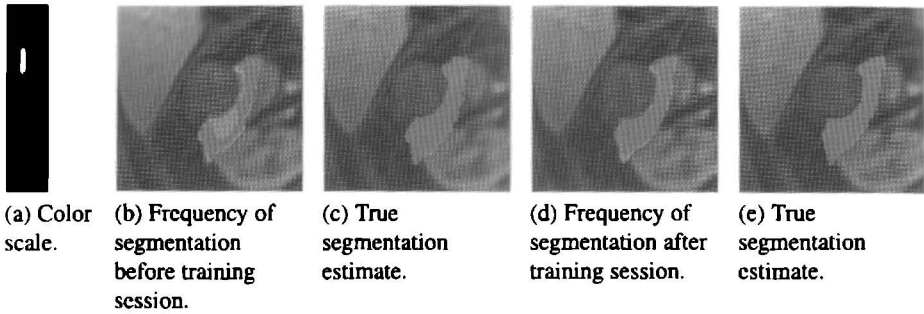 (a) Color
scale.
(b) Frequency of
segmentation
before training
session.
(c) True
segmentation
estimate.
(d) Frequency of
segmentation after
training session.
(e) True
segmentation
estimate.